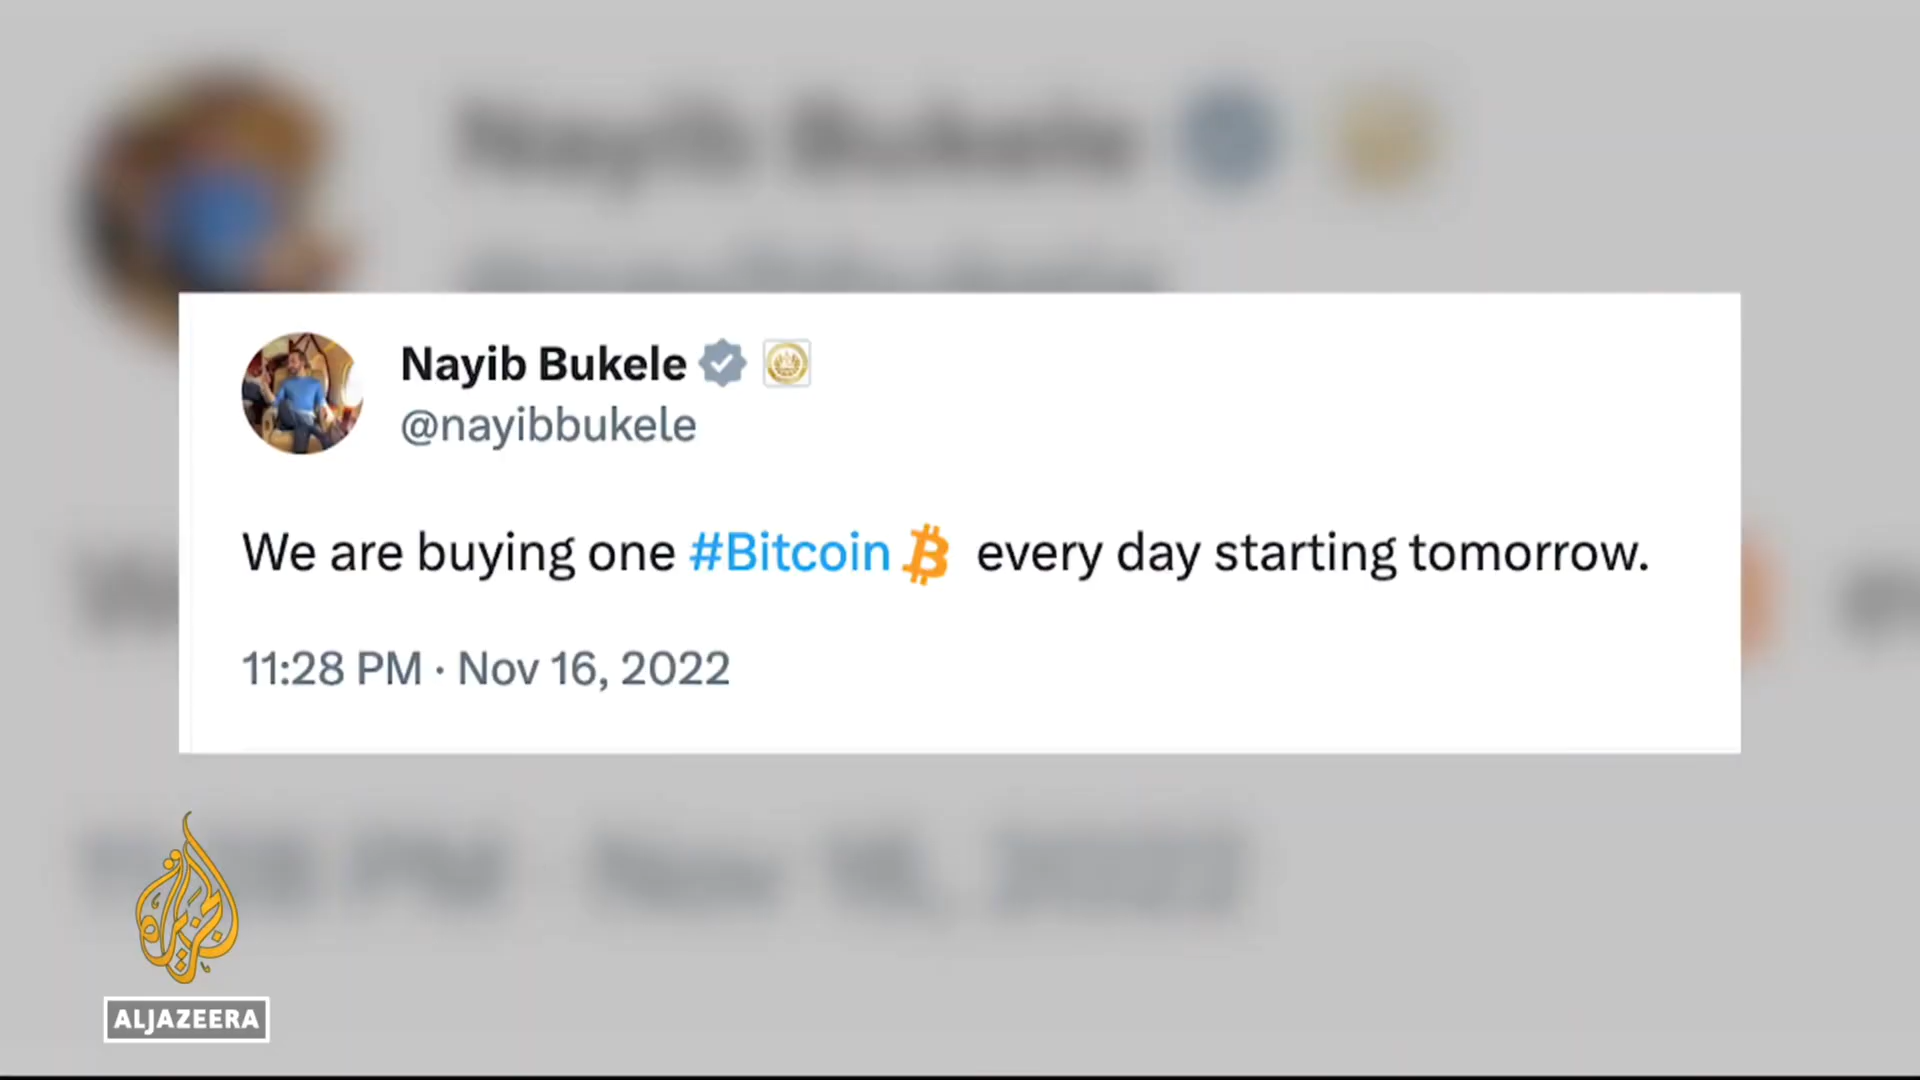 Nayib Bukele
@nayibbukele
We are buying one #Bitcoin every day starting tomorrow.
11:28 PM · Nov 16, 2022
الجزيرة
ALJAZEERA